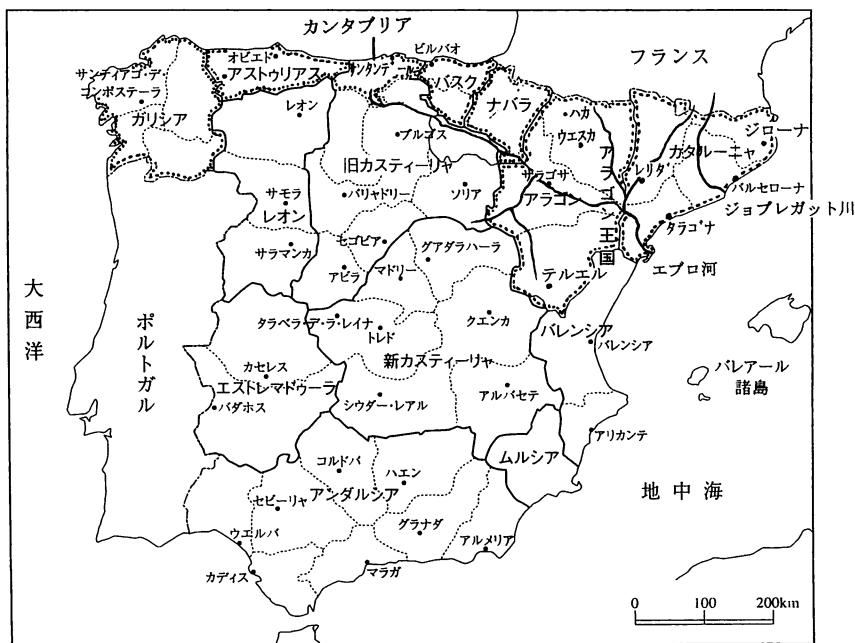 カンタブリア
ビルバオ
フランス
オビエド
アストゥリアス
サンタンデール
バスク
ナバラ
サンティアゴ・デ・
コンポステーラ
ガリシア
レオン
ブルゴス
ハカ
ウエスカ
ジローナ
カタルーニャ
レリダ
バルセローナ
ジョブレガット川
旧カスティーリャ
サラゴサ
アラゴン
アラゴン王国
タラゴナ
サモラ
レオン
バリャドリー
ソリア
サラマンカ
セゴビア
グアダラハーラ
エブロ河
アビラ
マドリー
テルエル
大西洋
ポルトガル
タラベラ・デ・ラ・レイナ
トレド
クエンカ
バレンシア
バレンシア
新カスティーリャ
カセレス
エストレマドゥーラ
バダホス
シウダー・レアル
アルバセテ
バレアール
諸島
アリカンテ
ムルシア
コルドバ
ハエン
アンダルシア
セビーリャ
地中海
グラナダ
ウエルバ
アルメリア
カディス
マラガ
0 100 200km